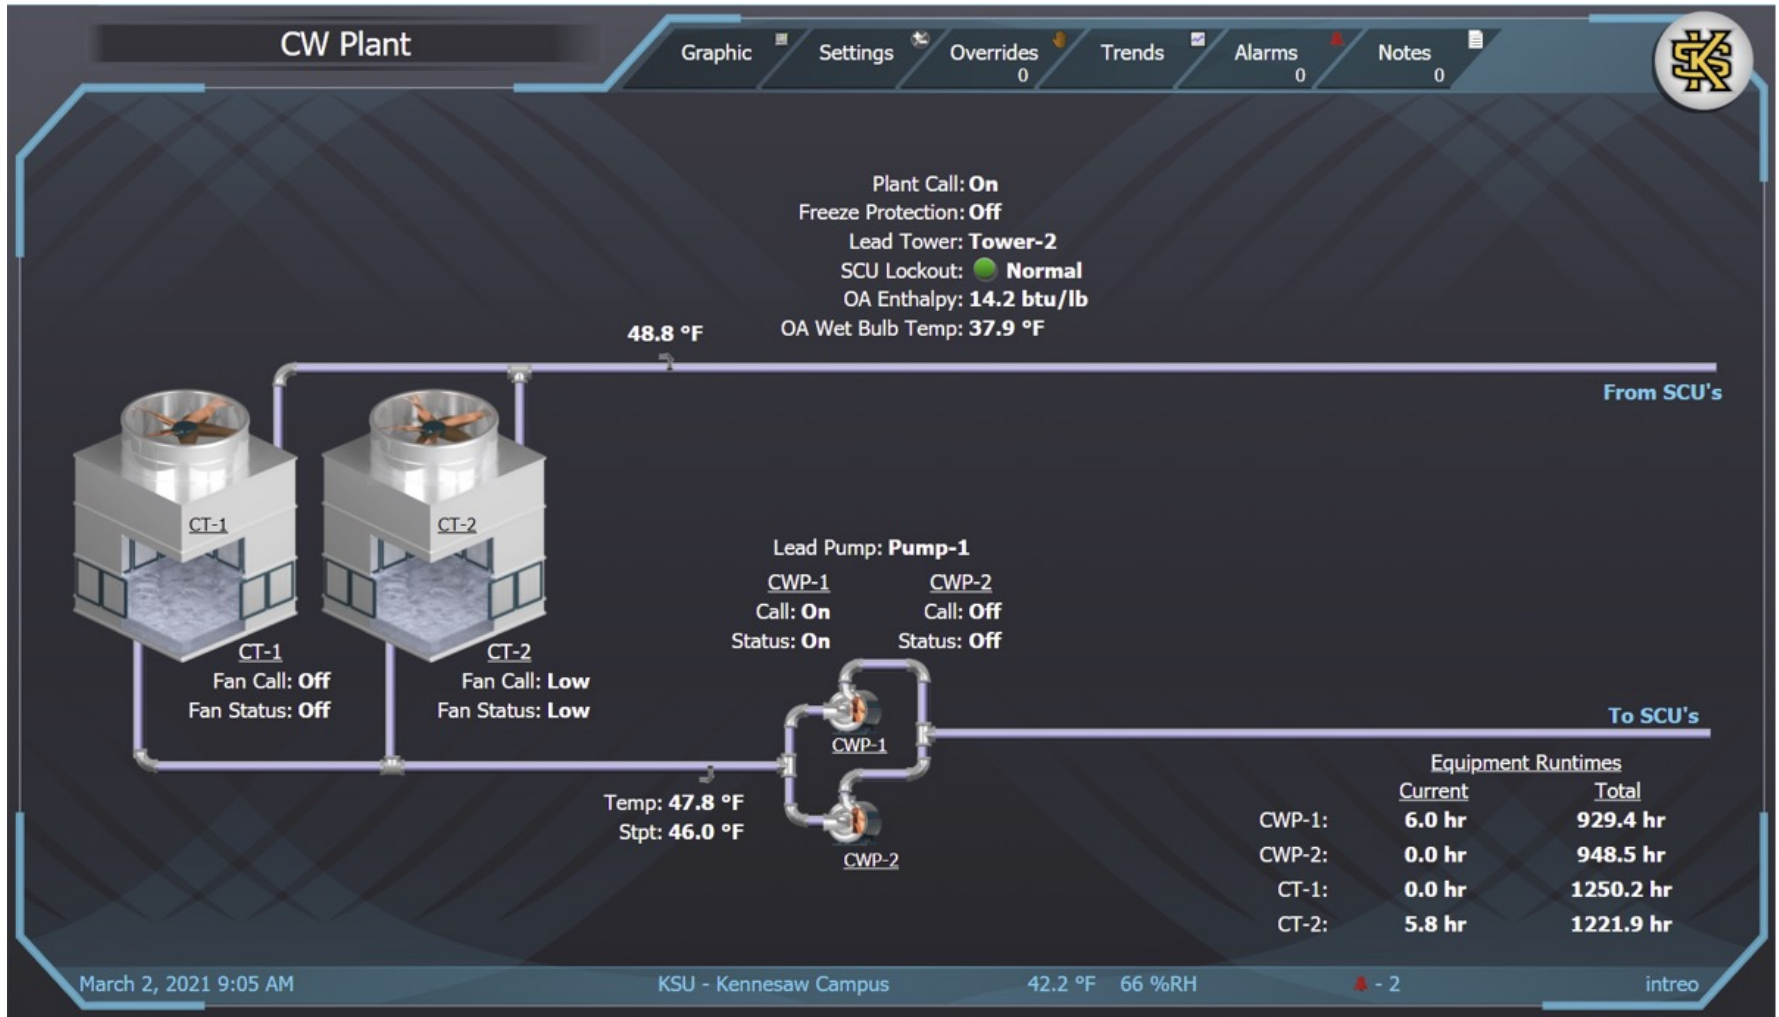 CW Plant
Graphic Settings Overrides Trends Alarms Notes
0 0 0
KSU
Plant Call: On
Freeze Protection: Off
Lead Tower: Tower-2
SCU Lockout: Normal
OA Enthalpy: 14.2 btu/lb
OA Wet Bulb Temp: 37.9 °F
48.8 °F
From SCU's
CT-1 CT-2
Lead Pump: Pump-1
CWP-1 CWP-2
Call: On Call: Off
Status: On Status: Off
CT-1 CT-2
Fan Call: Off Fan Call: Low
Fan Status: Off Fan Status: Low
To SCU's
CWP-1
Temp: 47.8 °F
Stpt: 46.0 °F
CWP-2
Equipment Runtimes
Current Total
CWP-1: 6.0 hr 929.4 hr
CWP-2: 0.0 hr 948.5 hr
CT-1: 0.0 hr 1250.2 hr
CT-2: 5.8 hr 1221.9 hr
March 2, 2021 9:05 AM KSU - Kennesaw Campus 42.2 °F 66 %RH - 2 intreo